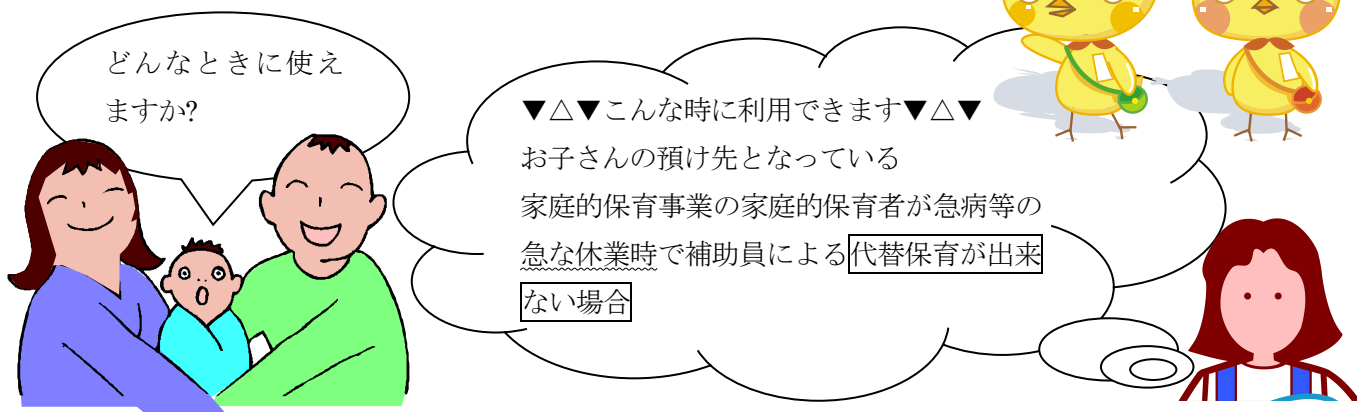 どんなときに使え
ますか?
▼△▼こんな時に利用できます▼△▼
お子さんの預け先となっている
家庭的保育事業の家庭的保育者が急病等の
急な休業時で補助員による代替保育が出来
ない場合